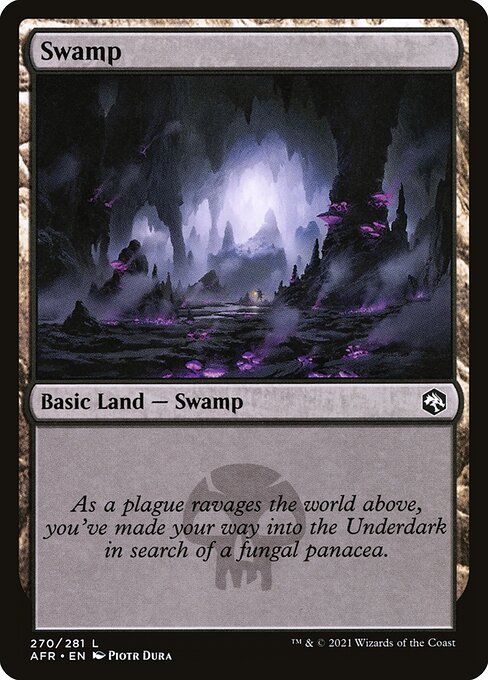 Swamp
Basic Land — Swamp
As a plague ravages the world above,
you've made your way into the Underdark
in search of a fungal panacea.
270/281 L
™ & © 2021 Wizards of the Coast
AFR • EN Piotr Dura